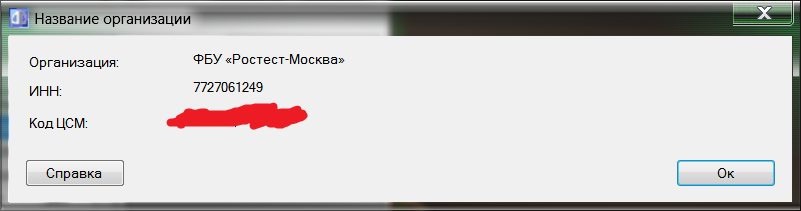 Название организации
Организация: ФБУ «Ростест-Москва»
ИНН: 7727061249
Код ЦСМ:
Справка Ок